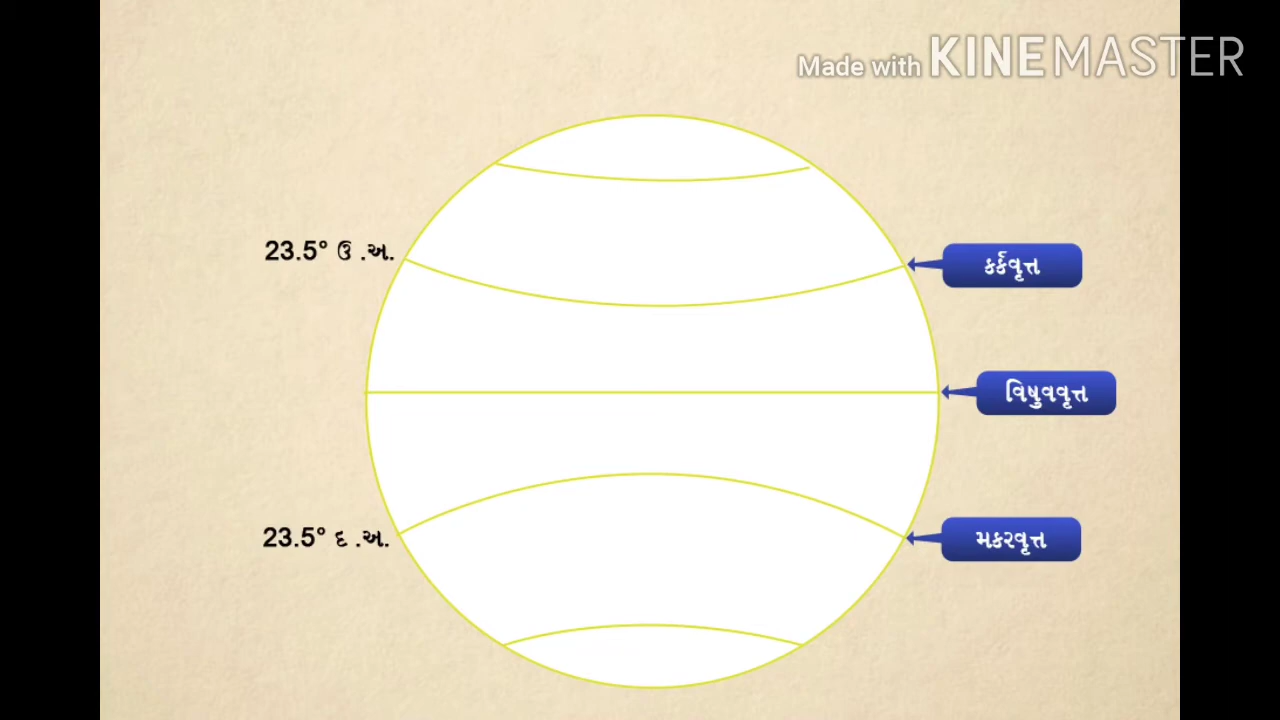 Made with KINEMASTER
23.5° ઉ .અ.
કર્કવૃત્ત
વિષુવવૃત્ત
23.5° દ .અ.
મકરવૃત્ત